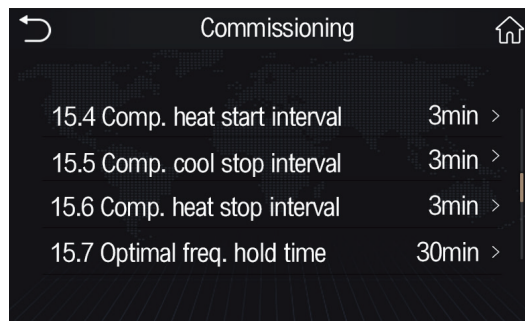 Commissioning
15.4 Comp. heat start interval 3min >
15.5 Comp. cool stop interval 3min >
15.6 Comp. heat stop interval 3min >
15.7 Optimal freq. hold time 30min >